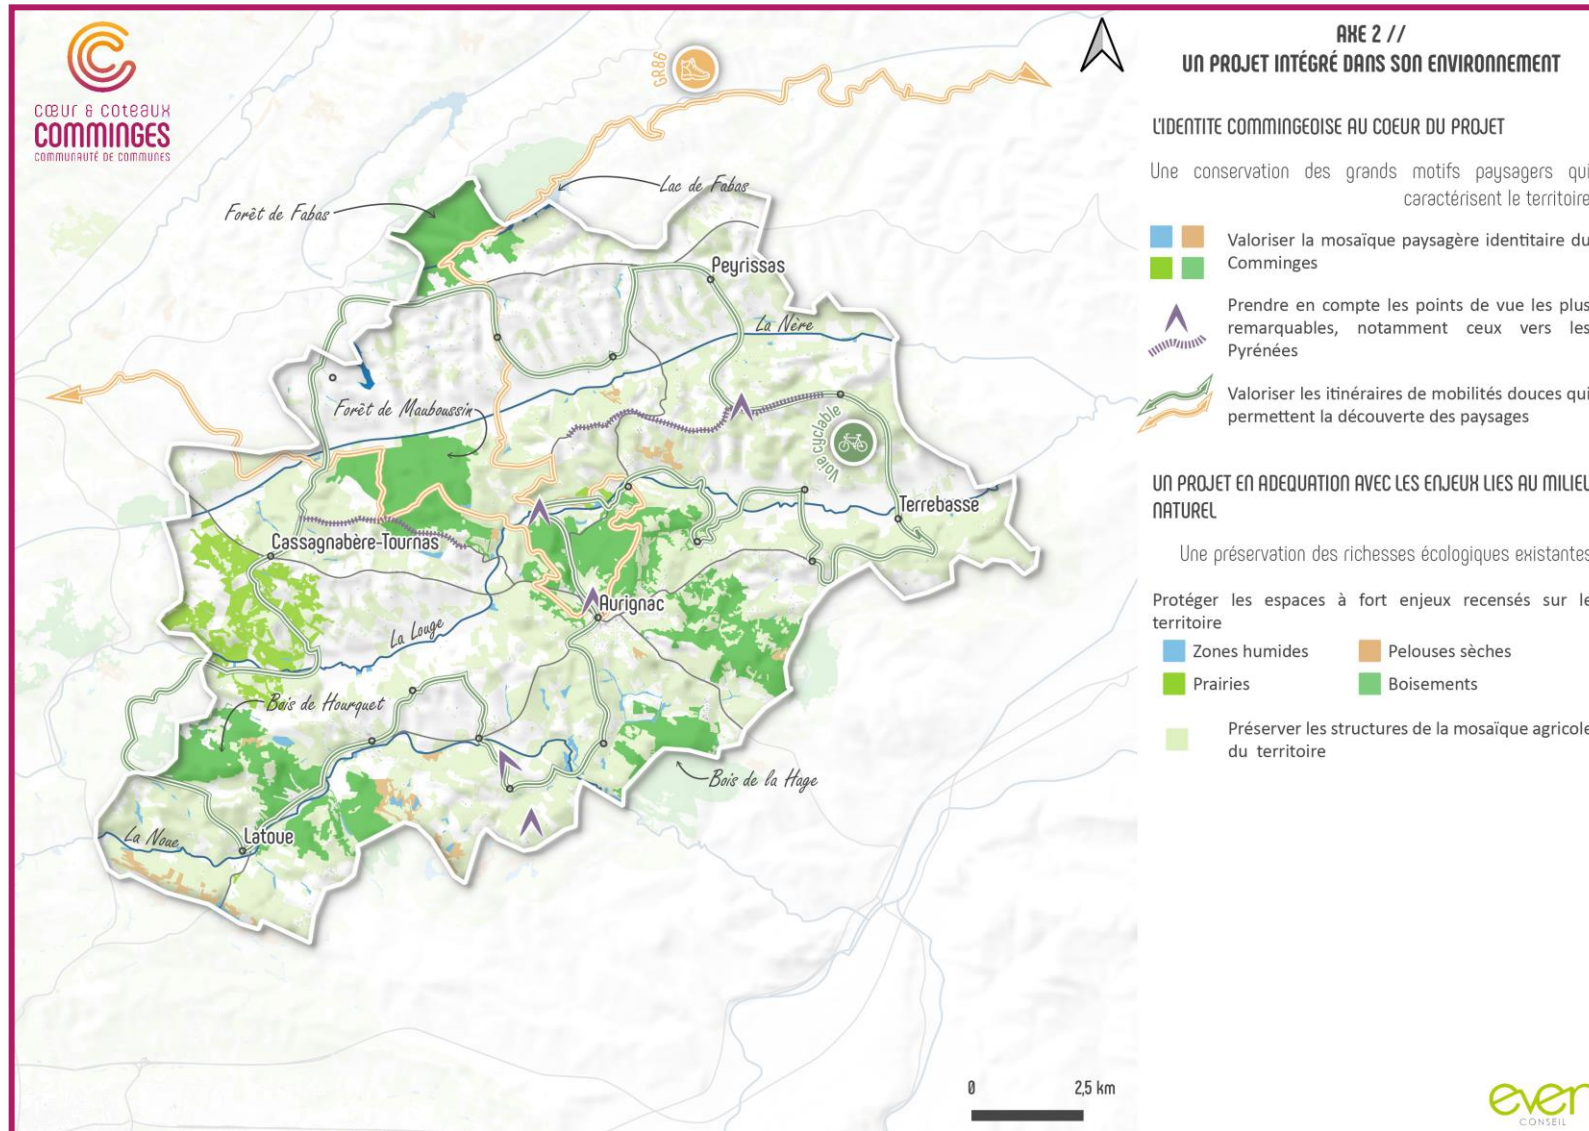 CŒUR & COTEAUX
COMMINGES
COMMUNAUTÉ DE COMMUNES
GR86
Lac de Fabas
Forêt de Fabas
Peyrissas
La Nère
Forêt de Mauboussin
Voie cyclable
Terrebasse
Cassagnabère-Tournas
Aurignac
La Louge
Bois de Hourquet
Bois de la Hage
La Noue
Latoue
0 2,5 km
AXE 2 //
UN PROJET INTÉGRÉ DANS SON ENVIRONNEMENT
L'IDENTITE COMMINGEOISE AU COEUR DU PROJET
Une conservation des grands motifs paysagers qui
caractérisent le territoire
Valoriser la mosaïque paysagère identitaire du
Comminges
Prendre en compte les points de vue les plus
remarquables, notamment ceux vers les
Pyrénées
Valoriser les itinéraires de mobilités douces qui
permettent la découverte des paysages
UN PROJET EN ADEQUATION AVEC LES ENJEUX LIES AU MILIEU
NATUREL
Une préservation des richesses écologiques existantes
Protéger les espaces à fort enjeux recensés sur le
territoire
Zones humides Pelouses sèches
Prairies Boisements
Préserver les structures de la mosaïque agricole
du territoire
even
CONSEIL